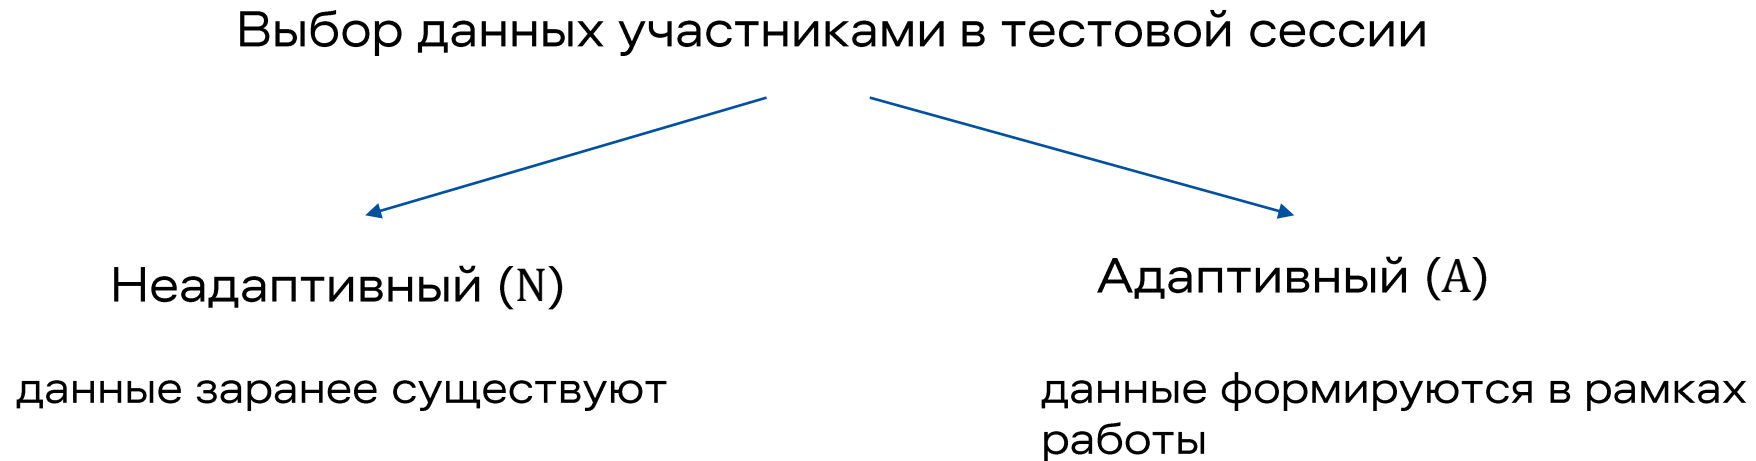 Выбор данных участниками в тестовой сессии
Неадаптивный (N)
Адаптивный (A)
данные заранее существуют
данные формируются в рамках
работы